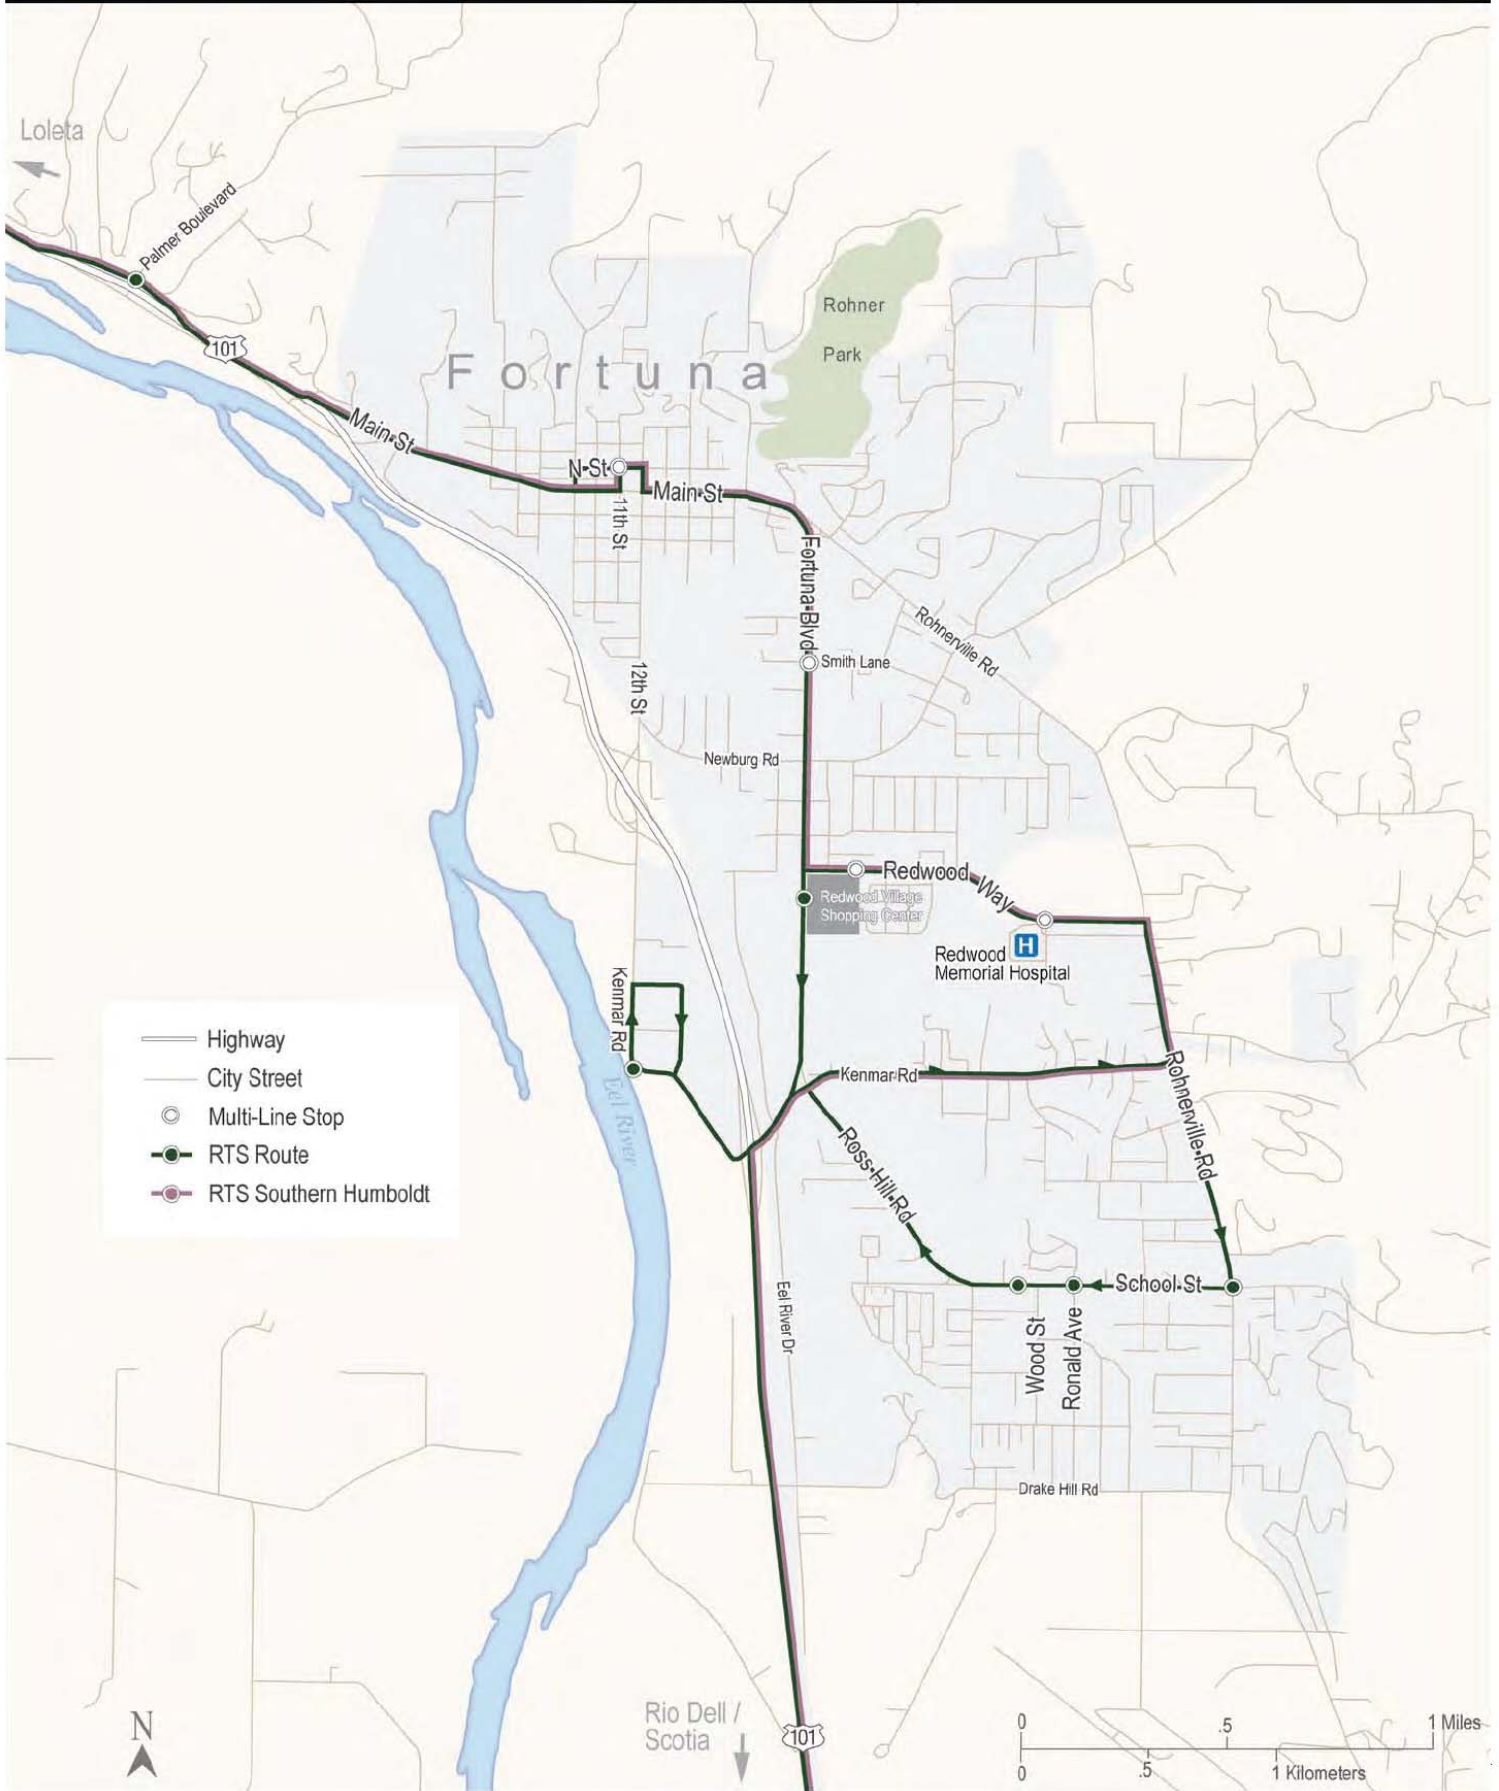 Loleta
Palmer Boulevard
101
Rohner
Park
Fortuna
Main St
N St
Main St
11th St
Fortuna Blvd
Rohnerville Rd
Smith Lane
12th St
Newburg Rd
Redwood Way
Redwood Village
Shopping Center
H
Redwood
Memorial Hospital
Kenmar Rd
Kenmar Rd
Rohnerville Rd
Highway
City Street
Multi-Line Stop
RTS Route
RTS Southern Humboldt
Eel River
Ross Hill Rd
School St
Eel River Dr
Wood St
Ronald Ave
Drake Hill Rd
N
Rio Dell /
Scotia
101
0
.5
1 Miles
0
.5
1 Kilometers